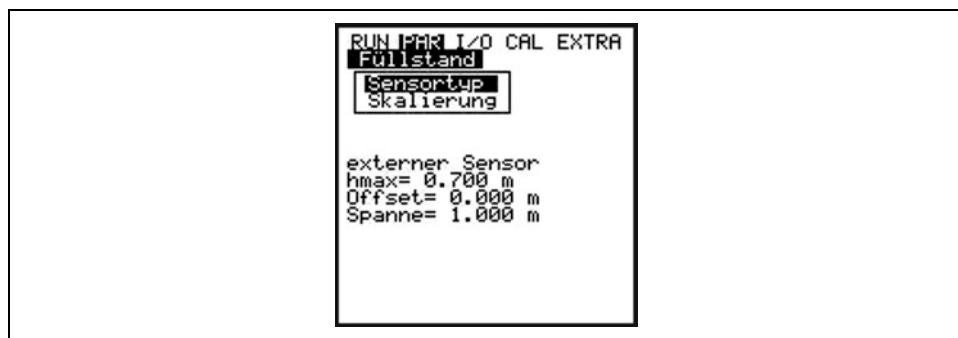 RUN PAR I/O CAL EXTRA
Füllstand
Sensortyp
Skalierung
externer Sensor
hmax= 0.700 m
Offset= 0.000 m
Spanne= 1.000 m